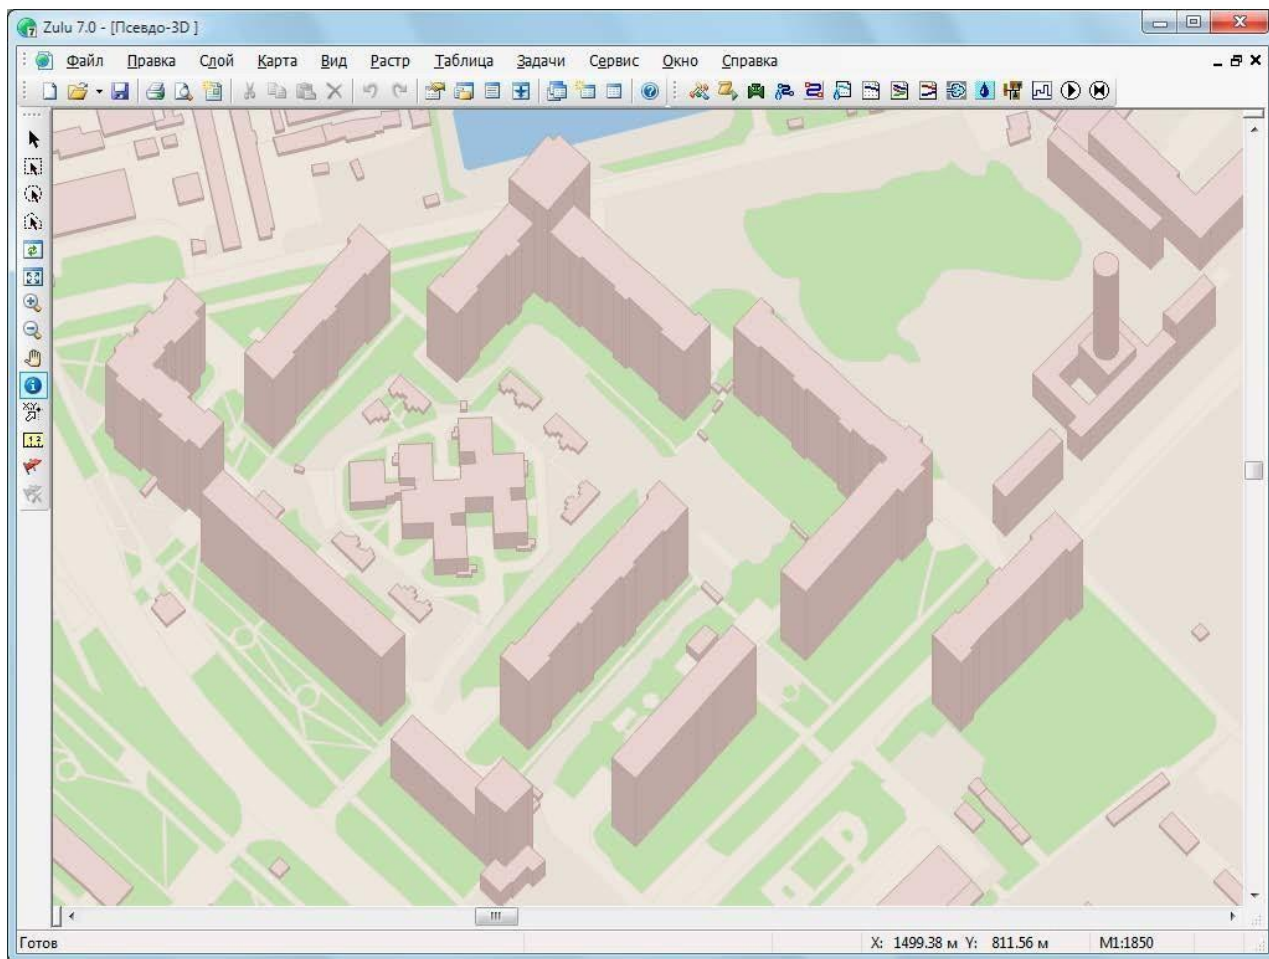 Zulu 7.0 - [Псевдо-3D ]
Файл Правка Слой Карта Вид Растр Таблица Задачи Сервис Окно Справка
Готов X: 1499.38 м Y: 811.56 м М1:1850